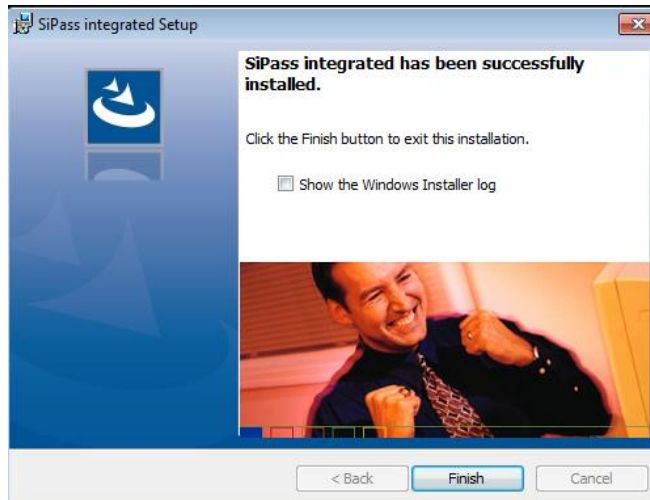 SiPass integrated Setup
SiPass integrated has been successfully
installed.
Click the Finish button to exit this installation.
Show the Windows Installer log
< Back
Finish
Cancel